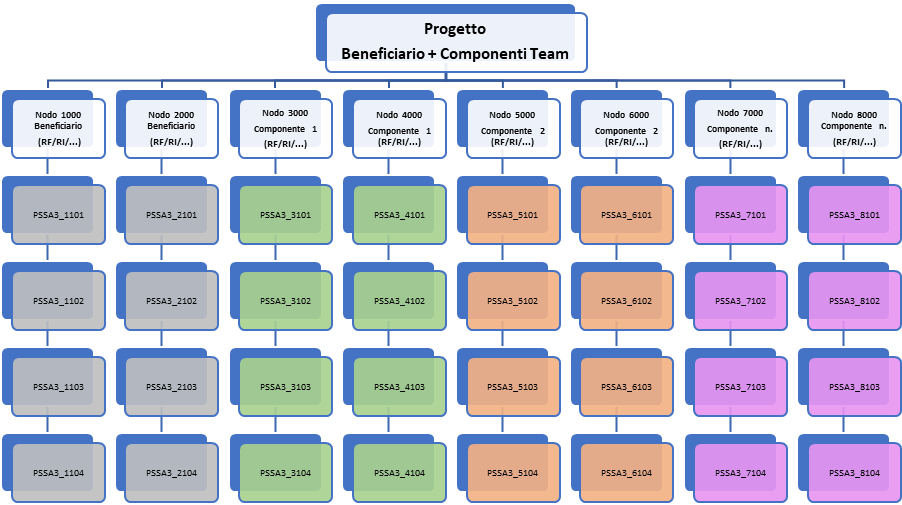 Progetto
Beneficiario + Componenti Team
Nodo 1000
Beneficiario
(RF/RI/...)
Nodo 2000
Beneficiario
(RF/RI/...)
Nodo 3000
Componente 1
(RF/RI/...)
Nodo 4000
Componente 1
(RF/RI/...)
Nodo 5000
Componente 2
(RF/RI/...)
Nodo 6000
Componente 2
(RF/RI/...)
Nodo 7000
Componente n.
(RF/RI/...)
Nodo 8000
Componente n.
(RF/RI/...)
PSSA3_1101
PSSA3_2101
PSSA3_3101
PSSA3_4101
PSSA3_5101
PSSA3_6101
PSSA3_7101
PSSA3_8101
PSSA3_1102
PSSA3_2102
PSSA3_3102
PSSA3_4102
PSSA3_5102
PSSA3_6102
PSSA3_7102
PSSA3_8102
PSSA3_1103
PSSA3_2103
PSSA3_3103
PSSA3_4103
PSSA3_5103
PSSA3_6103
PSSA3_7103
PSSA3_8103
PSSA3_1104
PSSA3_2104
PSSA3_3104
PSSA3_4104
PSSA3_5104
PSSA3_6104
PSSA3_7104
PSSA3_8104